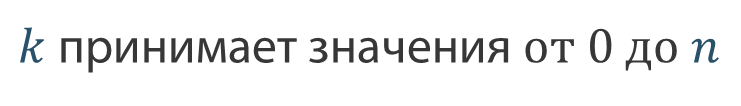 k принимает значения от 0 до n